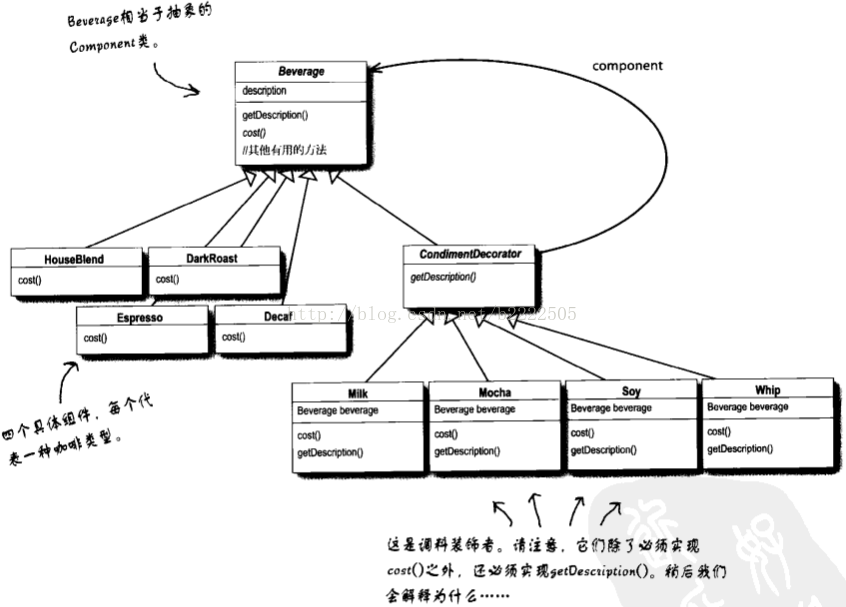 Beverage相当于抽象的
Component类。
component
Beverage
description
getDescription()
cost()
//其他有用的方法
HouseBlend
cost()
DarkRoast
cost()
CondimentDecorator
getDescription()
http://blog.csdn.net/b2222505
Espresso
cost()
Decaf
cost()
四个具体组件，每个代
表一种咖啡类型。
Milk
Beverage beverage
cost()
getDescription()
Mocha
Beverage beverage
cost()
getDescription()
Soy
Beverage beverage
cost()
getDescription()
Whip
Beverage beverage
cost()
getDescription()
这是调料装饰者。请注意，它们除了必须实现
cost()之外，还必须实现getDescription()。稍后我们
会解释为什么……